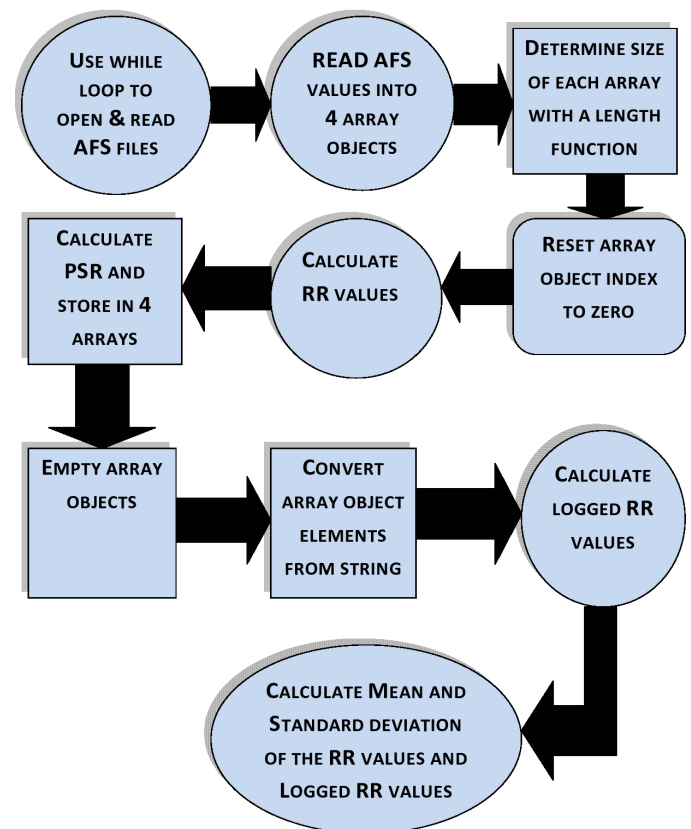 USE WHILE
LOOP TO
OPEN & READ
AFS FILES
READ AFS
VALUES INTO
4 ARRAY
OBJECTS
DETERMINE SIZE
OF EACH ARRAY
WITH A LENGTH
FUNCTION
RESET ARRAY
OBJECT INDEX
TO ZERO
CALCULATE
RR VALUES
CALCULATE
PSR AND
STORE IN 4
ARRAYS
EMPTY ARRAY
OBJECTS
CONVERT
ARRAY OBJECT
ELEMENTS
FROM STRING
CALCULATE
LOGGED RR
VALUES
CALCULATE MEAN AND
STANDARD DEVIATION
OF THE RR VALUES AND
LOGGED RR VALUES